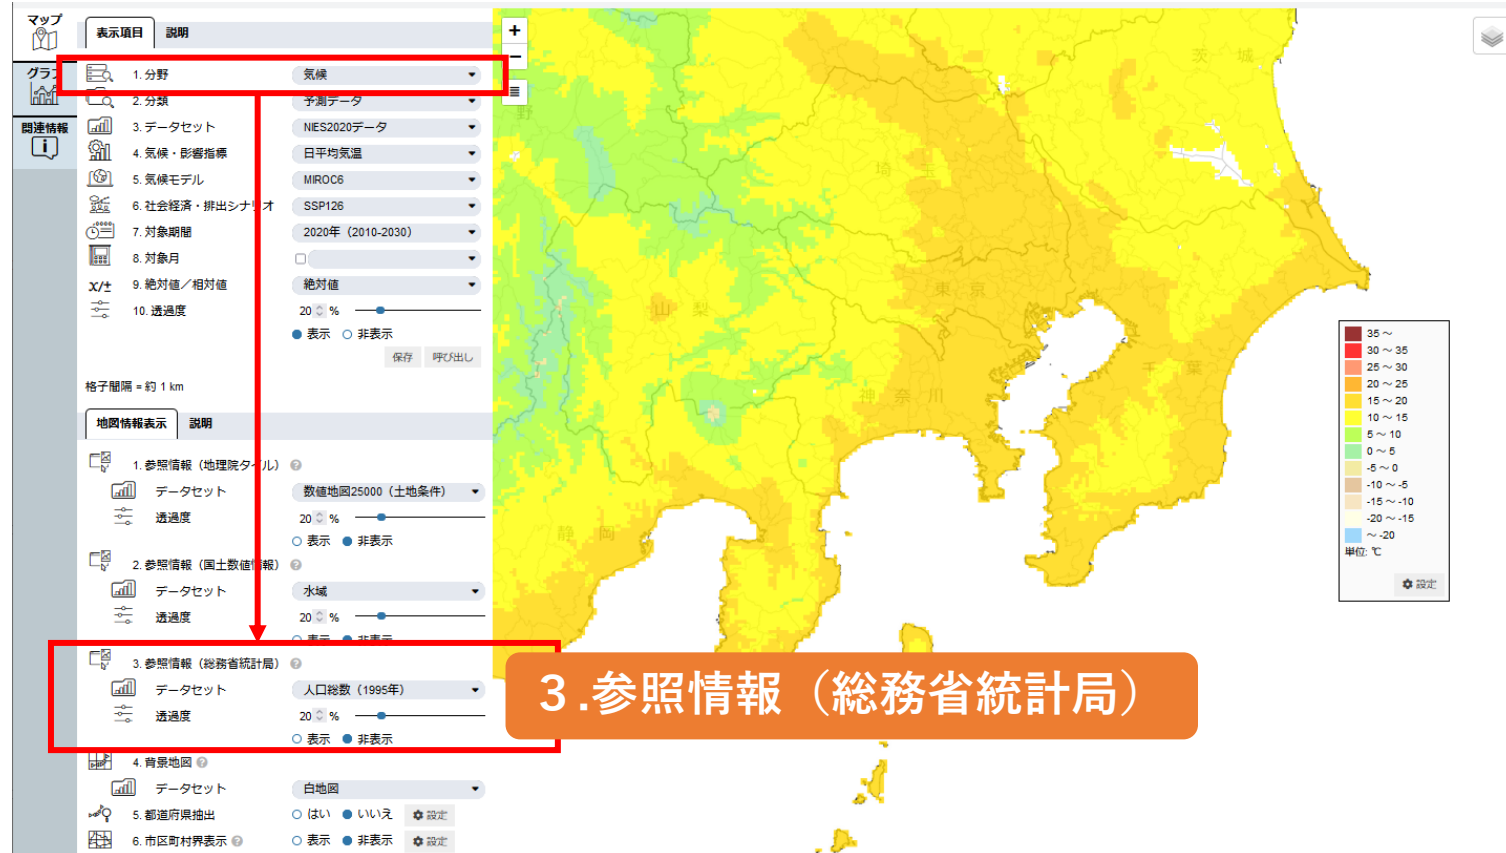 マップ
グラフ
関連情報
表示項目
説明
1. 分野
気候
2. 分類
予測データ
3. データセット
NIES2020データ
4. 気候・影響指標
日平均気温
5. 気候モデル
MIROC6
6. 社会経済・排出シナリオ
SSP126
7. 対象期間
2020年（2010-2030）
8. 対象月
9. 絶対値／相対値
絶対値
10. 透過度
20 %
表示 非表示
保存 呼び出し
格子間隔 = 約 1 km
地図情報表示
説明
1. 参照情報（地理院タイル）
データセット
数値地図25000（土地条件）
透過度
20 %
表示 非表示
2. 参照情報（国土数値情報）
データセット
水域
透過度
20 %
表示 非表示
3. 参照情報（総務省統計局）
データセット
人口総数（1995年）
透過度
20 %
表示 非表示
4. 背景地図
データセット
白地図
5. 都道府県抽出
はい いいえ 設定
6. 市区町村界表示
表示 非表示 設定
+
−
茨城
野
埼玉
東京
山梨
千葉
神奈川
静岡
３.参照情報（総務省統計局）
35～
30～35
25～30
20～25
15～20
10～15
5～10
0～5
-5～0
-10～-5
-15～-10
-20～-15
～-20
単位: ℃
設定